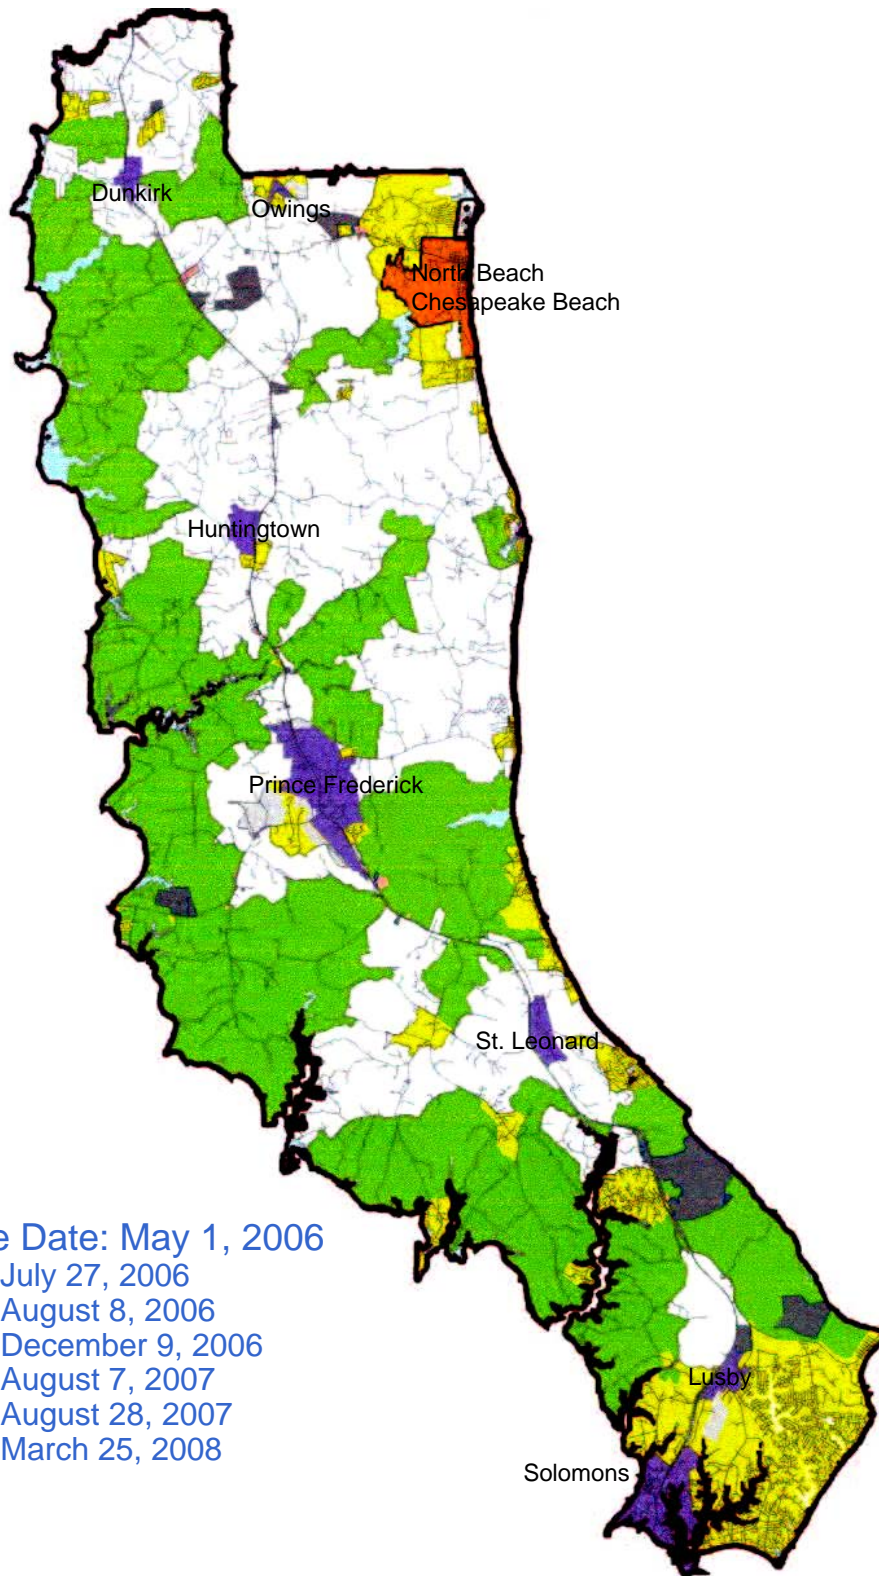 Dunkirk
Owings
North Beach
Chesapeake Beach
Huntingtown
Prince Frederick
St. Leonard
e Date: May 1, 2006
July 27, 2006
August 8, 2006
December 9, 2006
August 7, 2007
August 28, 2007
March 25, 2008
Lusby
Solomons